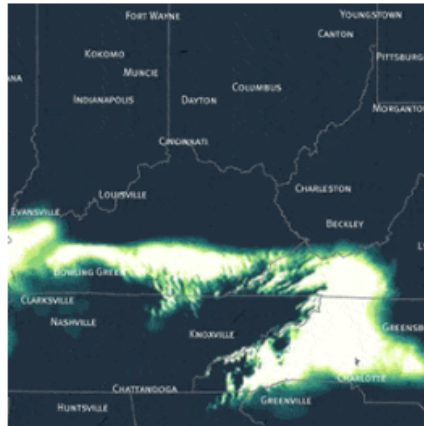 FORT WAYNE
YOUNGSTOWN
CANTON
KOKOMO
PITTSBURG
MUNCIE
ANA
COLUMBUS
INDIANAPOLIS
DAYTON
MORGANTO
CINCINNATI
LOUISVILLE
CHARLESTON
EVANSVILLE
BECKLEY
BOWLING GREEN
CLARKSVILLE
NASHVILLE
GREENSB
KNOXVILLE
CHARLOTTE
CHATTANOOGA
GREENVILLE
HUNTSVILLE